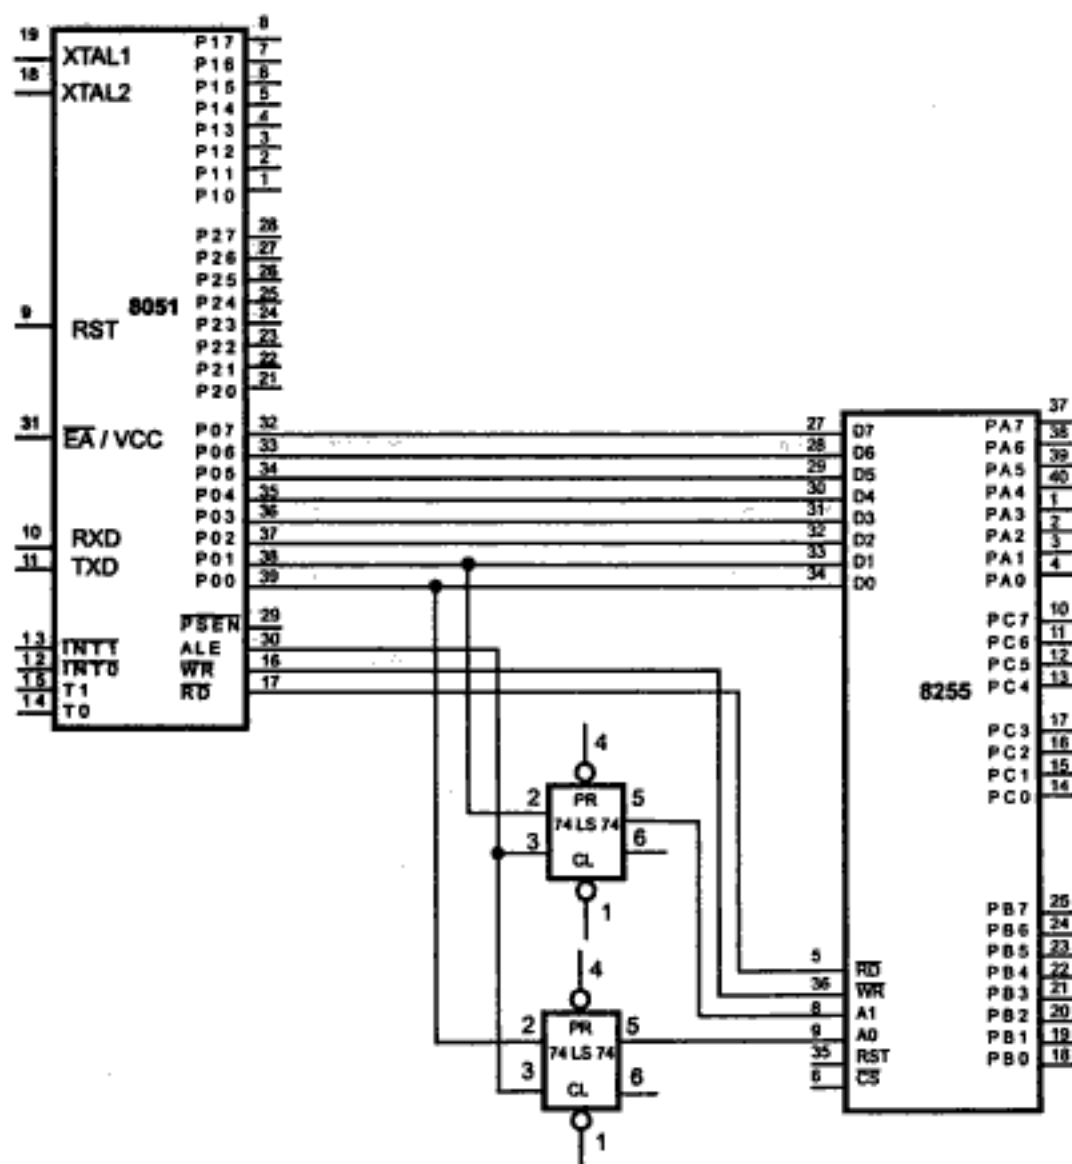 19 XTAL1
18 XTAL2
9 RST
31 EA / VCC
10 RXD
11 TXD
13 INT1
12 INT0
15 T1
14 T0
8051
P17 8
P16 7
P15 6
P14 5
P13 4
P12 3
P11 2
P10 1
P27 28
P26 27
P25 26
P24 25
P23 24
P22 23
P21 22
P20 21
P07 32
P06 33
P05 34
P04 35
P03 36
P02 37
P01 38
P00 39
PSEN 29
ALE 30
WR 16
RD 17
4
PR
2 74 LS 74 5
3 CL 6
1
4
PR
2 74 LS 74 5
3 CL 6
1
27 D7
28 D6
29 D5
30 D4
31 D3
32 D2
33 D1
34 D0
5 RD
36 WR
8 A1
9 A0
35 RST
6 CS
8255
PA7 37
PA6 38
PA5 39
PA4 40
PA3 1
PA2 2
PA1 3
PA0 4
PC7 10
PC6 11
PC5 12
PC4 13
PC3 17
PC2 16
PC1 15
PC0 14
PB7 25
PB6 24
PB5 23
PB4 22
PB3 21
PB2 20
PB1 19
PB0 18